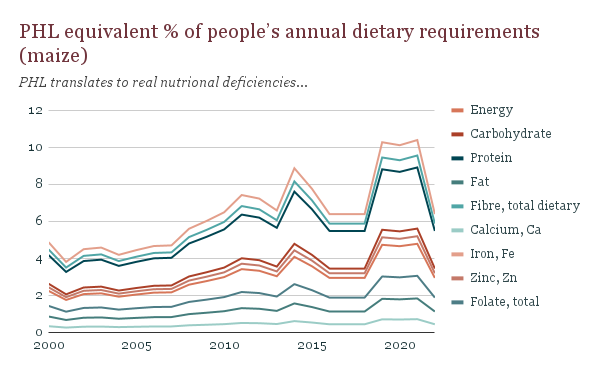 PHL equivalent % of people's annual dietary requirements
(maize)
PHL translates to real nutrional deficiencies...
12
10
8
6
4
2
0
2000
2005
2010
2015
2020
Energy
Carbohydrate
Protein
Fat
Fibre, total dietary
Calcium, Ca
Iron, Fe
Zinc, Zn
Folate, total